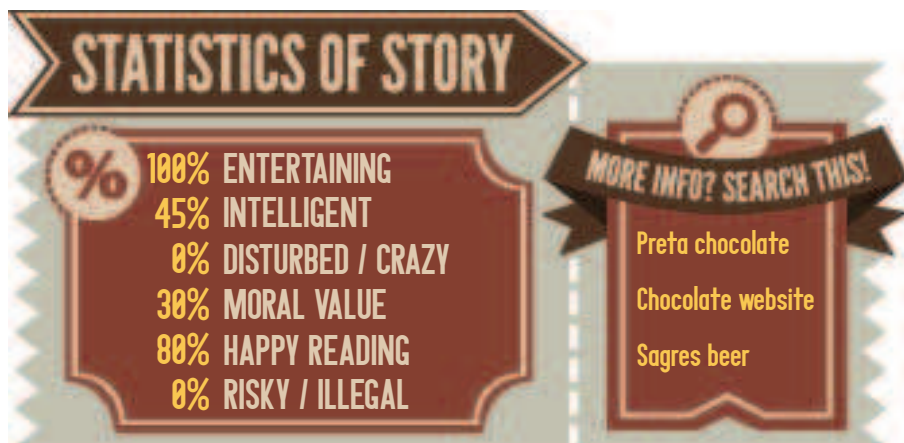 STATISTICS OF STORY
%
100% ENTERTAINING
45% INTELLIGENT
0% DISTURBED / CRAZY
30% MORAL VALUE
80% HAPPY READING
0% RISKY / ILLEGAL
MORE INFO? SEARCH THIS!
Preta chocolate
Chocolate website
Sagres beer